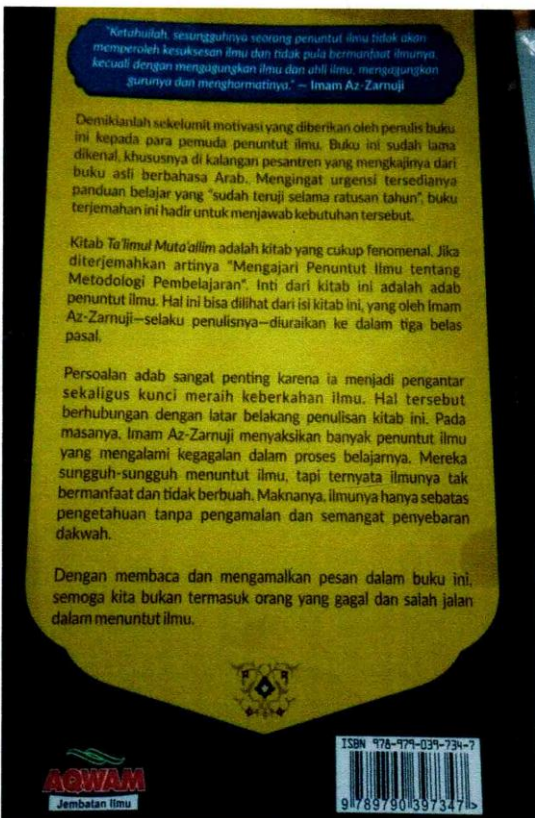 "Ketahuilah, sesungguhnya seorang penuntut ilmu tidak akan
memperoleh kesuksesan ilmu dan tidak pula bermanfaat ilmunya,
kecuali dengan mengagungkan ilmu dan ahli ilmu, mengagungkan
gurunya dan menghormatinya." — Imam Az-Zarnuji
Demikianlah sekelumit motivasi yang diberikan oleh penulis buku
ini kepada para pemuda penuntut ilmu. Buku ini sudah lama
dikenal, khususnya di kalangan pesantren yang mengkajinya dari
buku asli berbahasa Arab. Mengingat urgensi tersedianya
panduan belajar yang "sudah teruji selama ratusan tahun", buku
terjemahan ini hadir untuk menjawab kebutuhan tersebut.
Kitab Ta'limul Muta'allim adalah kitab yang cukup fenomenal. Jika
diterjemahkan artinya "Mengajari Penuntut Ilmu tentang
Metodologi Pembelajaran". Inti dari kitab ini adalah adab
penuntut ilmu. Hal ini bisa dilihat dari isi kitab ini, yang oleh Imam
Az-Zarnuji—selaku penulisnya—diuraikan ke dalam tiga belas
pasal.
Persoalan adab sangat penting karena ia menjadi pengantar
sekaligus kunci meraih keberkahan ilmu. Hal tersebut
berhubungan dengan latar belakang penulisan kitab ini. Pada
masanya, Imam Az-Zarnuji menyaksikan banyak penuntut ilmu
yang mengalami kegagalan dalam proses belajarnya. Mereka
sungguh-sungguh menuntut ilmu, tapi ternyata ilmunya tak
bermanfaat dan tidak berbuah. Maknanya, ilmunya hanya sebatas
pengetahuan tanpa pengamalan dan semangat penyebaran
dakwah.
Dengan membaca dan mengamalkan pesan dalam buku ini,
semoga kita bukan termasuk orang yang gagal dan salah jalan
dalam menuntut ilmu.
AQWAM
Jembatan Ilmu
ISBN 978-979-039-734-7
9 789790 397347 >